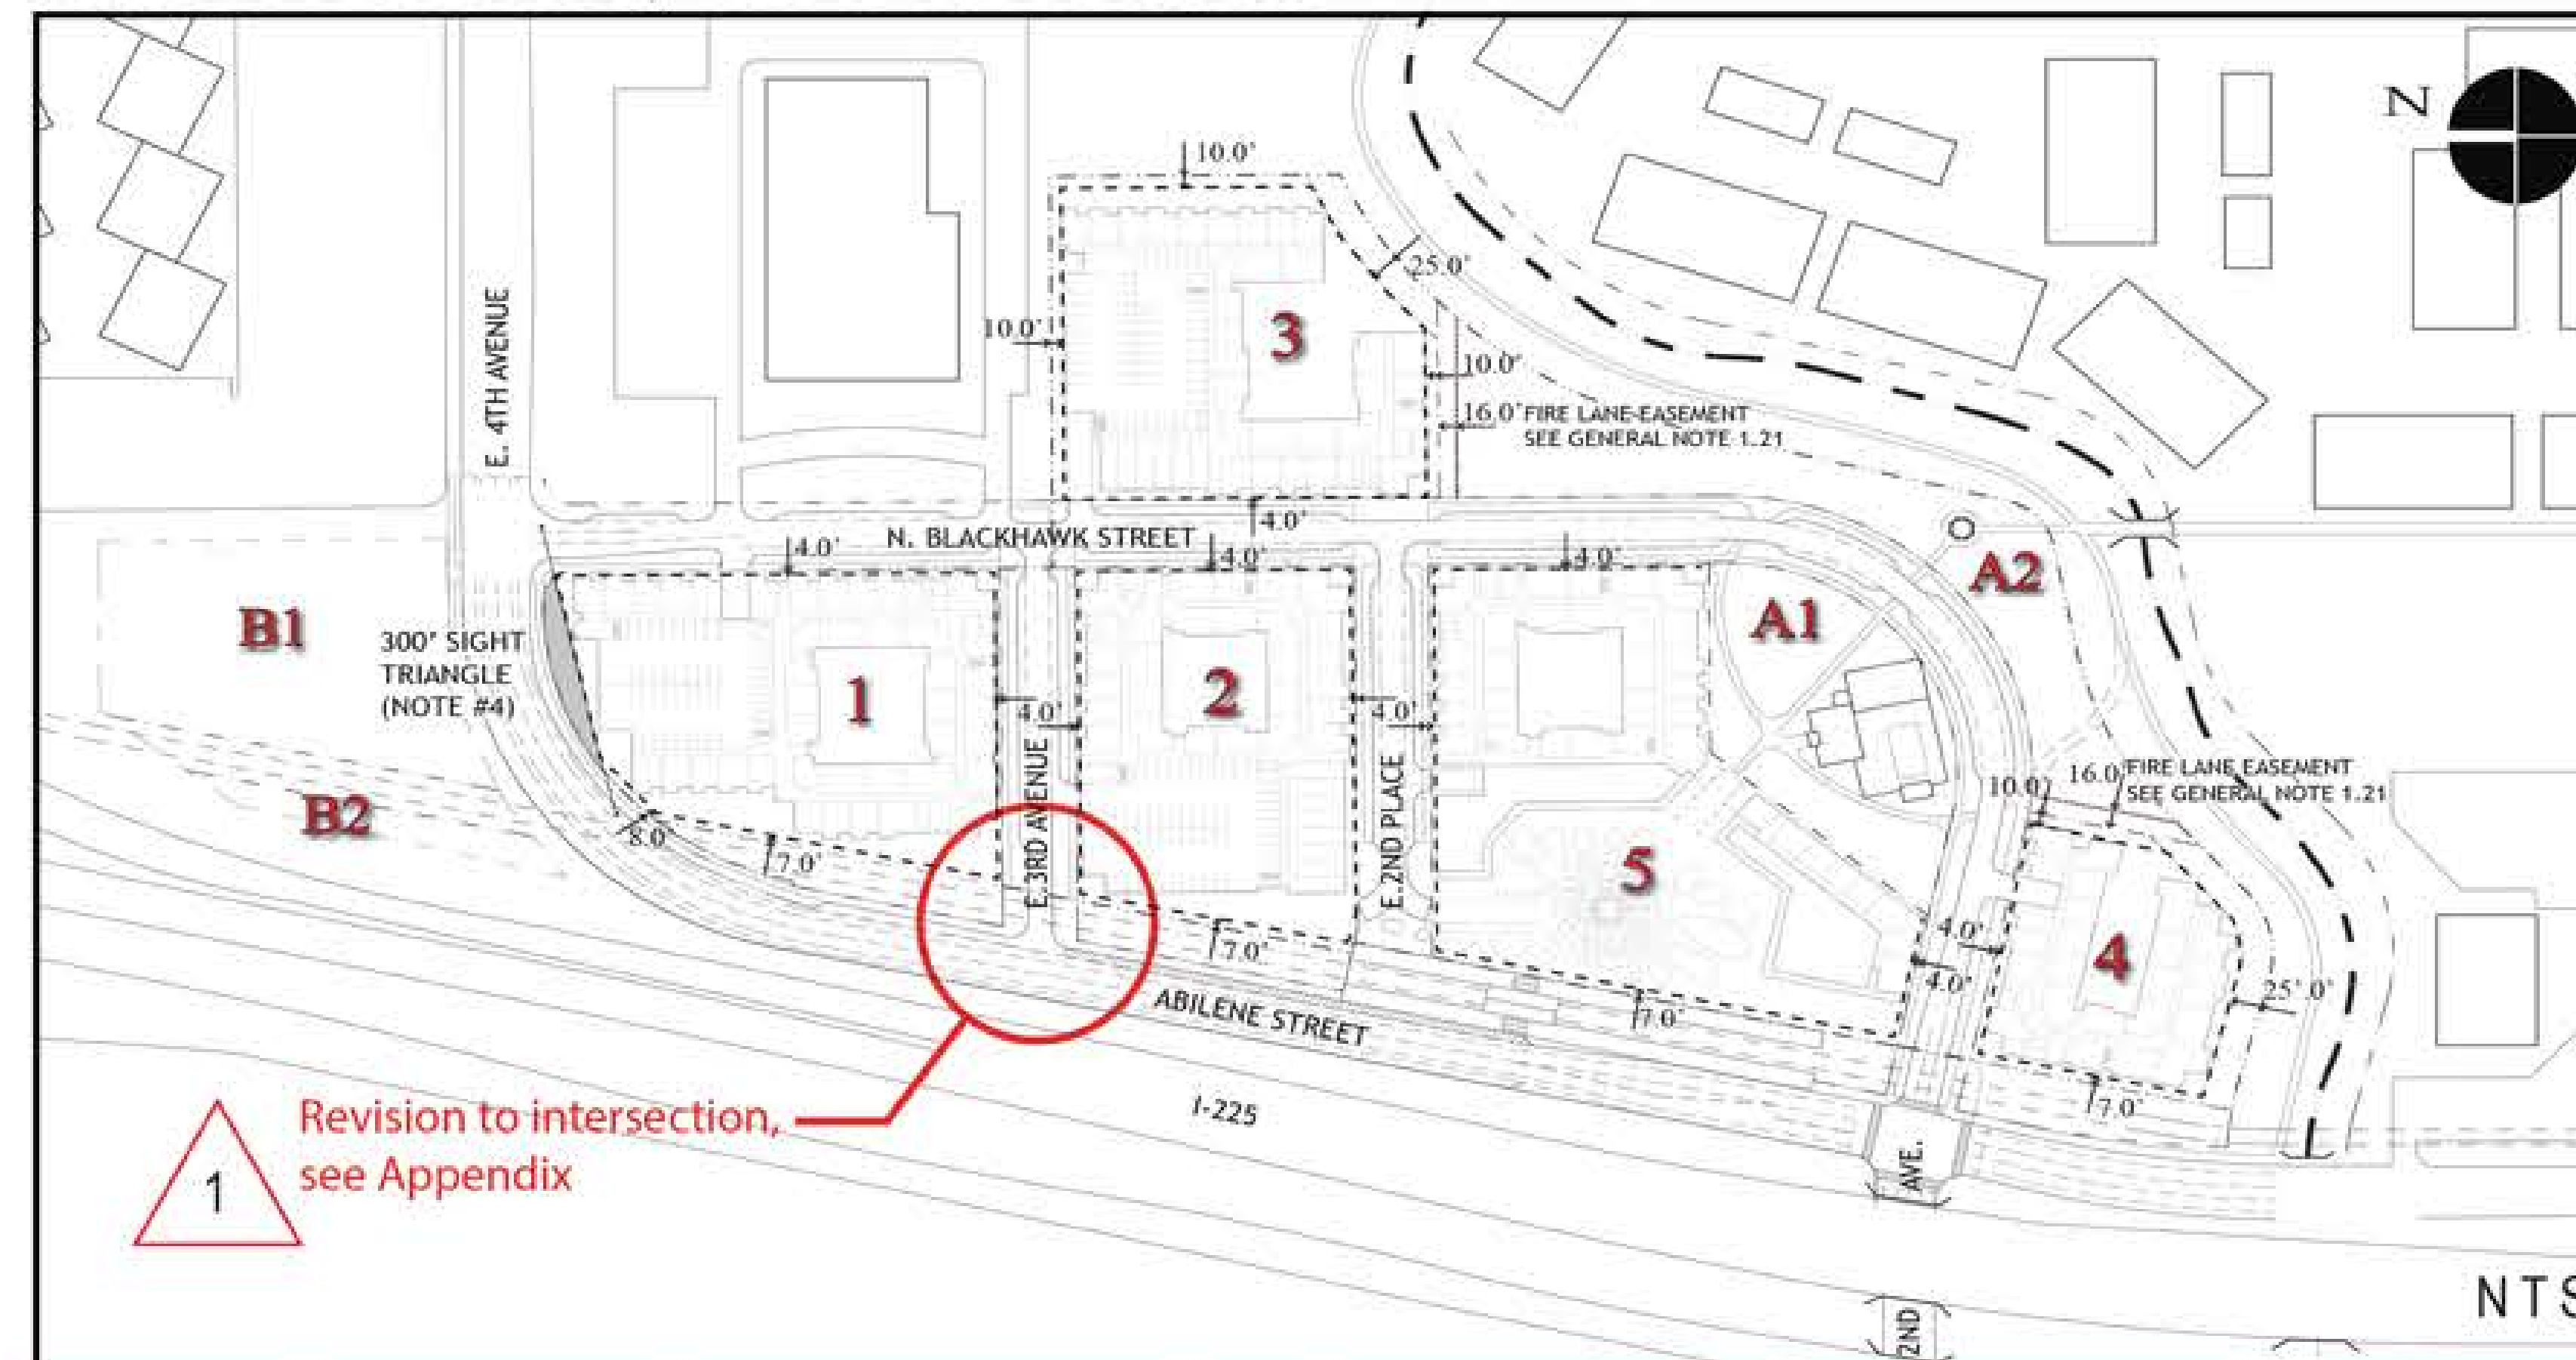 N
10.0'
25.0'
10.0'
10.0'
16.0' FIRE LANE EASEMENT
SEE GENERAL NOTE 1.21
3
E. 4TH AVENUE
4.0'
N. BLACKHAWK STREET
4.0'
4.0'
4.0'
A2
A1
B1
300' SIGHT
TRIANGLE
(NOTE #4)
1
2
4.0'
4.0'
E.3RD AVENUE
E.2ND PLACE
B2
8.0'
7.0'
5
10.0'
16.0'
FIRE LANE EASEMENT
SEE GENERAL NOTE 1.21
7.0'
4.0'
4.0'
4
25'.0'
ABILENE STREET
7.0'
7.0'
I-225
AVE.
2ND
Revision to intersection,
see Appendix
1
NTS